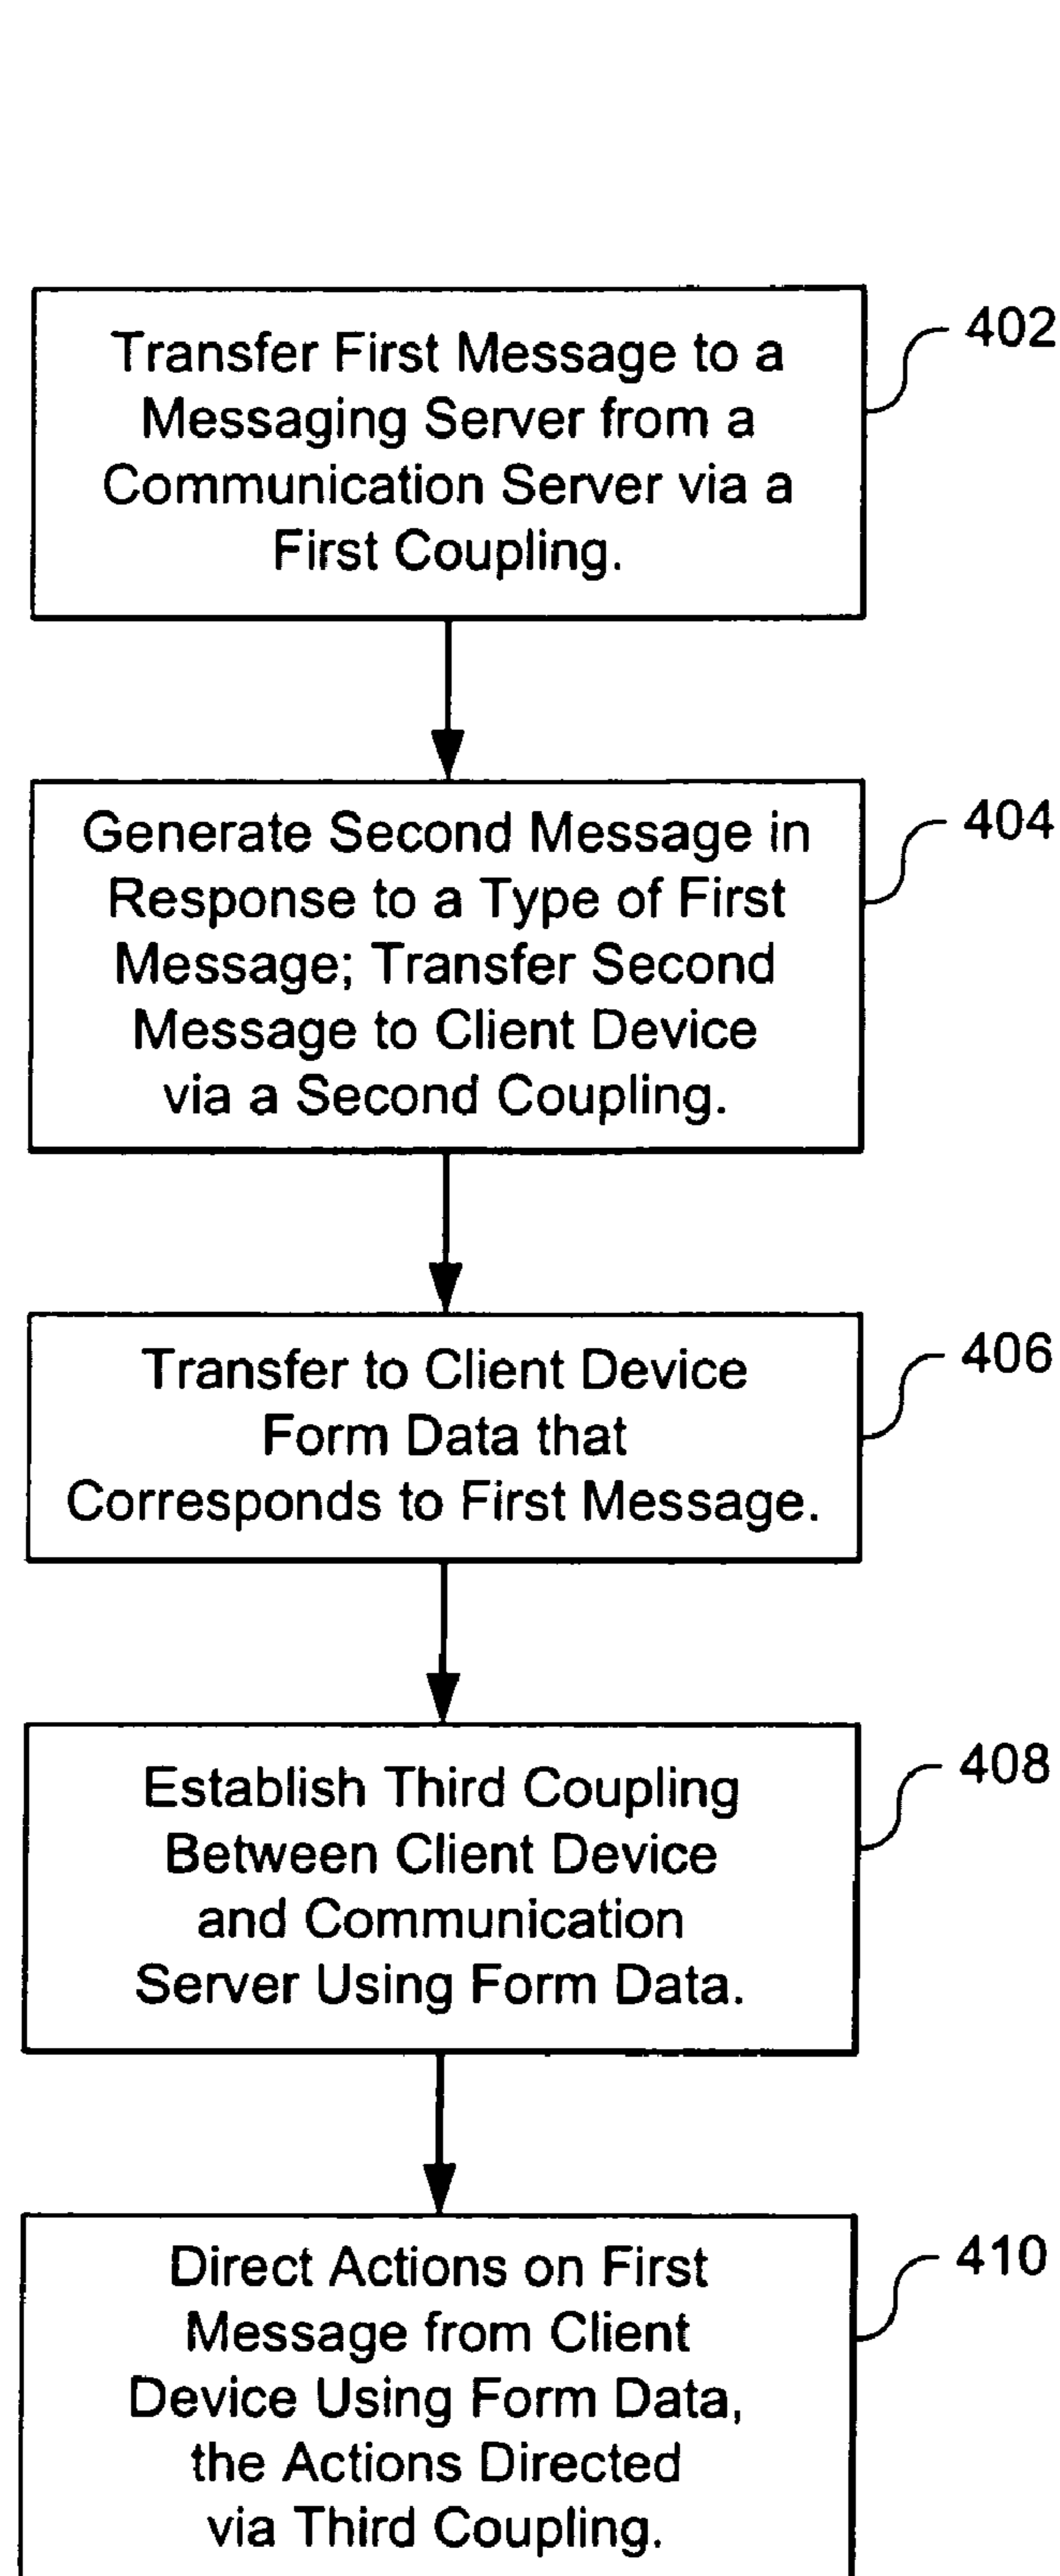 Transfer First Message to a
Messaging Server from a
Communication Server via a
First Coupling.
402
Generate Second Message in
Response to a Type of First
Message; Transfer Second
Message to Client Device
via a Second Coupling.
404
Transfer to Client Device
Form Data that
Corresponds to First Message.
406
Establish Third Coupling
Between Client Device
and Communication
Server Using Form Data.
408
Direct Actions on First
Message from Client
Device Using Form Data,
the Actions Directed
via Third Coupling.
410